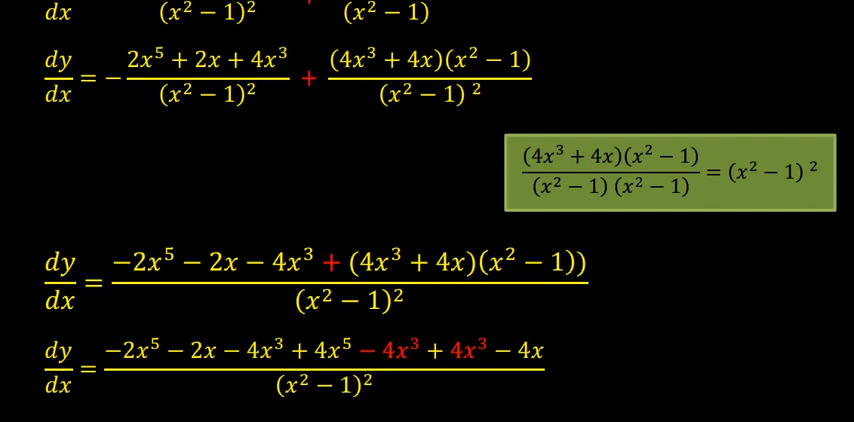 dx (x² − 1)² + (x² − 1)
dy/dx = − (2x⁵ + 2x + 4x³)/(x² − 1)² + ((4x³ + 4x)(x² − 1))/(x² − 1) ²
((4x³ + 4x)(x² − 1))/((x² − 1) (x² − 1)) = (x² − 1) ²
dy/dx = (−2x⁵ − 2x − 4x³ + (4x³ + 4x)(x² − 1)))/(x² − 1)²
dy/dx = (−2x⁵ − 2x − 4x³ + 4x⁵ − 4x³ + 4x³ − 4x)/(x² − 1)²